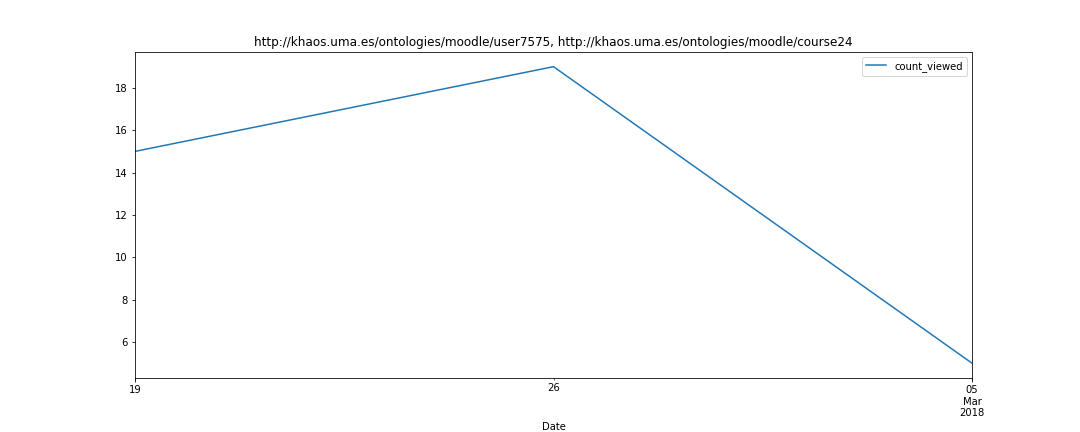 http://khaos.uma.es/ontologies/moodle/user7575, http://khaos.uma.es/ontologies/moodle/course24
count_viewed
18
16
14
12
10
8
6
19
26
05
Mar
2018
Date